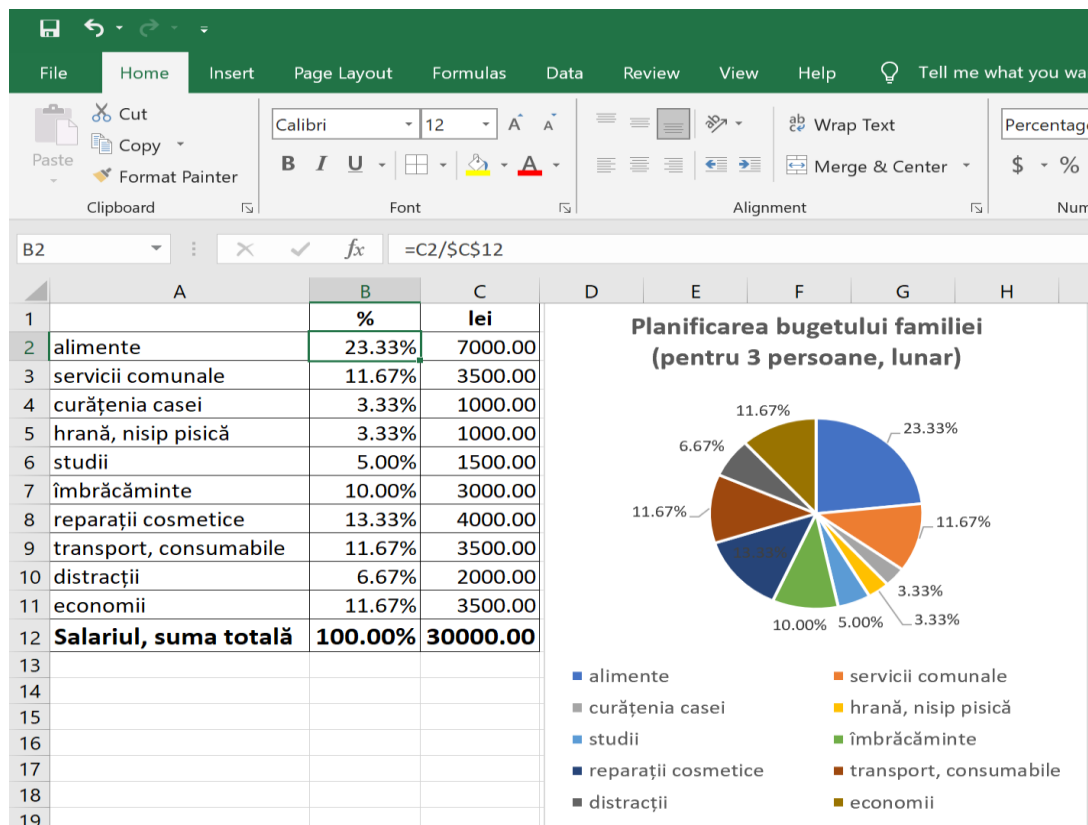 File Home Insert Page Layout Formulas Data Review View Help Tell me what you wa
Paste
Cut
Copy
Format Painter
Clipboard
Calibri 12 A A
B I U A
Font
ab Wrap Text
Merge & Center
Alignment
Percentage
$ %
Num
B2 fx =C2/$C$12
A B C D E F G H
1 % lei
2 alimente 23.33% 7000.00
3 servicii comunale 11.67% 3500.00
4 curățenia casei 3.33% 1000.00
5 hrană, nisip pisică 3.33% 1000.00
6 studii 5.00% 1500.00
7 îmbrăcăminte 10.00% 3000.00
8 reparații cosmetice 13.33% 4000.00
9 transport, consumabile 11.67% 3500.00
10 distracții 6.67% 2000.00
11 economii 11.67% 3500.00
12 Salariul, suma totală 100.00% 30000.00
13
14
15
16
17
18
19
Planificarea bugetului familiei
(pentru 3 persoane, lunar)
11.67%
23.33%
6.67%
11.67%
11.67%
13.33%
3.33%
3.33%
10.00% 5.00%
alimente servicii comunale
curățenia casei hrană, nisip pisică
studii îmbrăcăminte
reparații cosmetice transport, consumabile
distracții economii